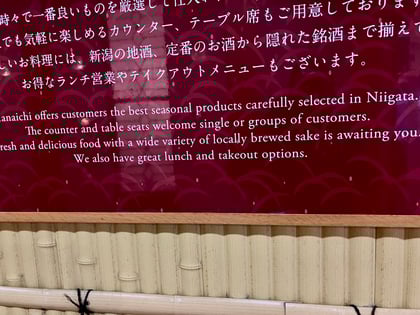 時々で一番良いものを厳選して仕入
でも気軽に楽しめるカウンター、テーブル席もご用意しております
しいお料理には、新潟の地酒、定番のお酒から隠れた銘酒まで揃えて
お得なランチ営業やテイクアウトメニューもございます。
anaichi offers customers the best seasonal products carefully selected in Niigata.
The counter and table seats welcome single or groups of customers.
resh and delicious food with a wide variety of locally brewed sake is awaiting you.
We also have great lunch and takeout options.